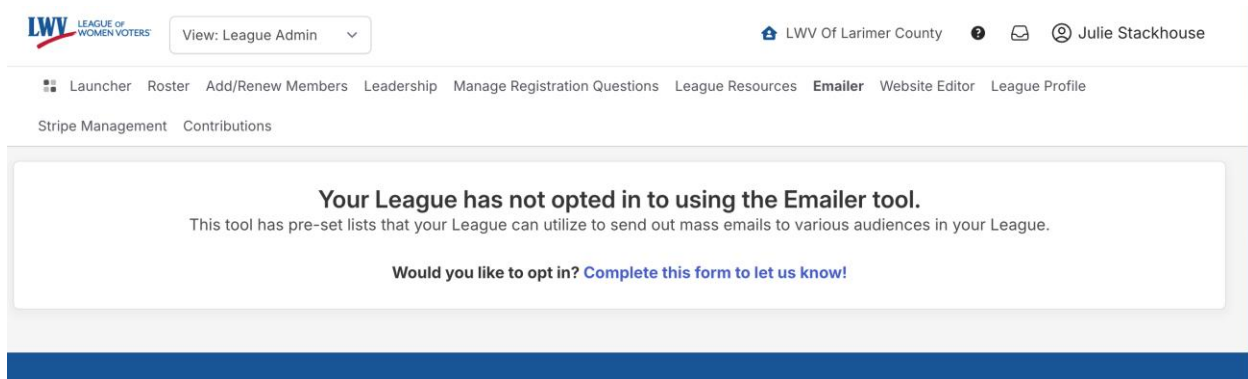 LWV LEAGUE OF
WOMEN VOTERS®
View: League Admin
LWV Of Larimer County
?
Julie Stackhouse
Launcher Roster Add/Renew Members Leadership Manage Registration Questions League Resources Emailer Website Editor League Profile
Stripe Management Contributions
Your League has not opted in to using the Emailer tool.
This tool has pre-set lists that your League can utilize to send out mass emails to various audiences in your League.
Would you like to opt in? Complete this form to let us know!